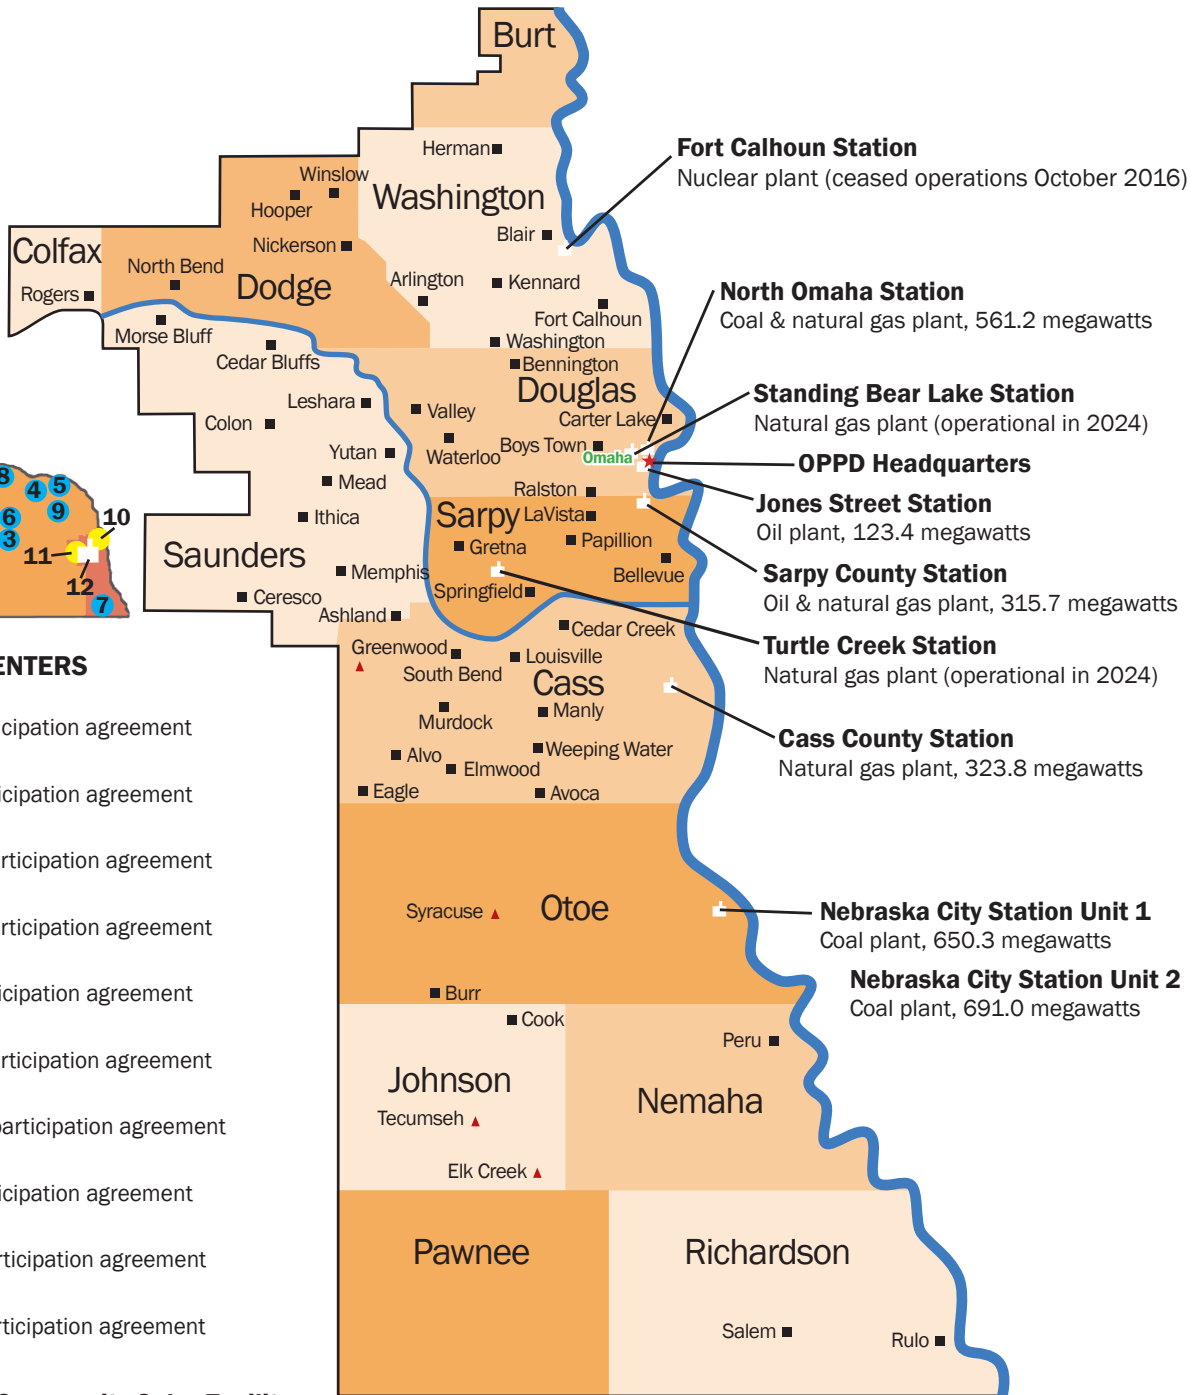 Burt
Herman
Washington
Winslow
Hooper
Nickerson
Blair
Colfax
North Bend
Dodge
Rogers
Arlington
Kennard
Fort Calhoun
Morse Bluff
Washington
Cedar Bluffs
Bennington
Douglas
Leshara
Valley
Carter Lake
Colon
Boys Town
Yutan
Waterloo
Omaha
Mead
Ralston
Ithica
Sarpy
LaVista
Saunders
Gretna
Papillion
Memphis
Bellevue
Ceresco
Springfield
Ashland
Cedar Creek
Greenwood
Louisville
South Bend
Cass
Murdock
Manly
Alvo
Weeping Water
Elmwood
Eagle
Avoca
Syracuse
Otoe
Burr
Cook
Peru
Johnson
Nemaha
Tecumseh
Elk Creek
Pawnee
Richardson
Salem
Rulo
Fort Calhoun Station
Nuclear plant (ceased operations October 2016)
North Omaha Station
Coal & natural gas plant, 561.2 megawatts
Standing Bear Lake Station
Natural gas plant (operational in 2024)
OPPD Headquarters
Jones Street Station
Oil plant, 123.4 megawatts
Sarpy County Station
Oil & natural gas plant, 315.7 megawatts
Turtle Creek Station
Natural gas plant (operational in 2024)
Cass County Station
Natural gas plant, 323.8 megawatts
Nebraska City Station Unit 1
Coal plant, 650.3 megawatts
Nebraska City Station Unit 2
Coal plant, 691.0 megawatts
8
4
5
6
9
3
10
11
12
7
ENTERS
cipation agreement
icipation agreement
rticipation agreement
rticipation agreement
icipation agreement
rticipation agreement
participation agreement
icipation agreement
rticipation agreement
rticipation agreement